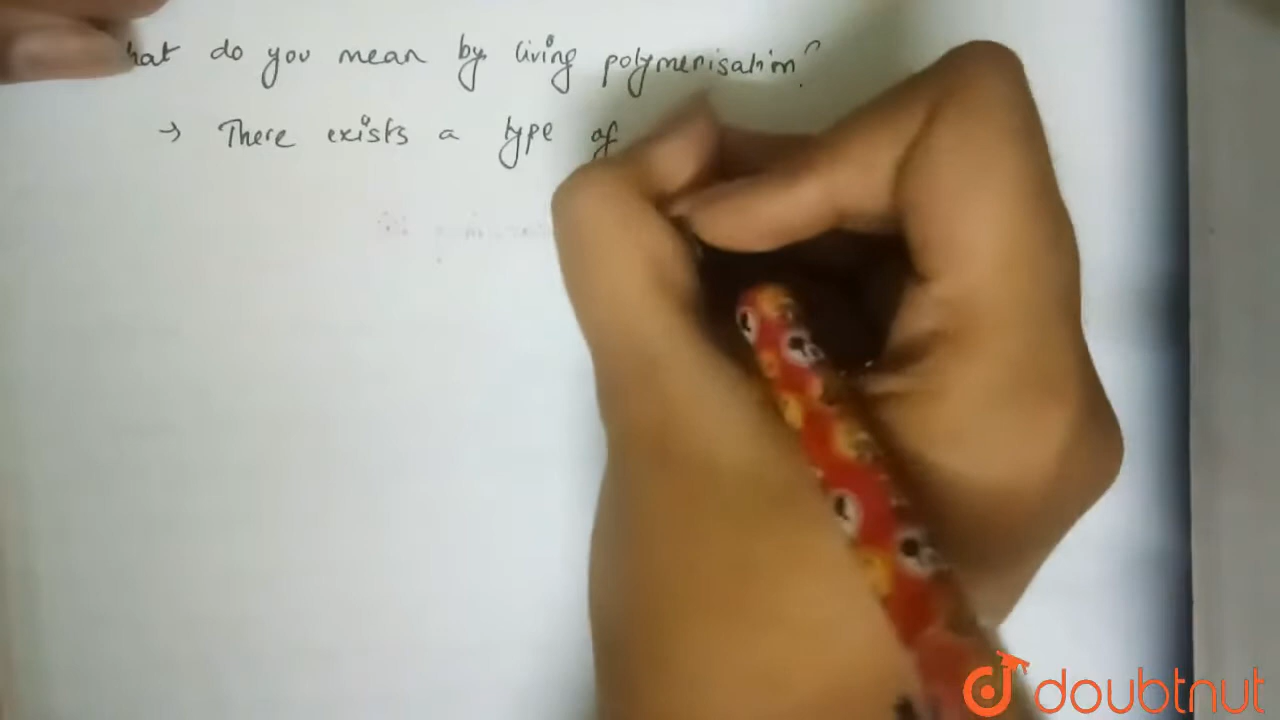 hat do you mean by living polymerisation?
→ There exists a type of
doubtnut